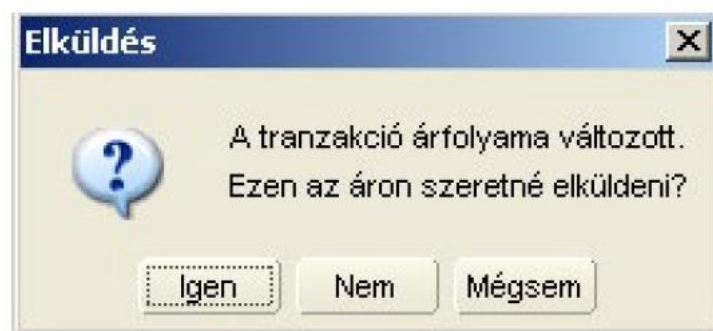 Elküldés
A tranzakció árfolyama változott.
Ezen az áron szeretné elküldeni?
Igen Nem Mégsem